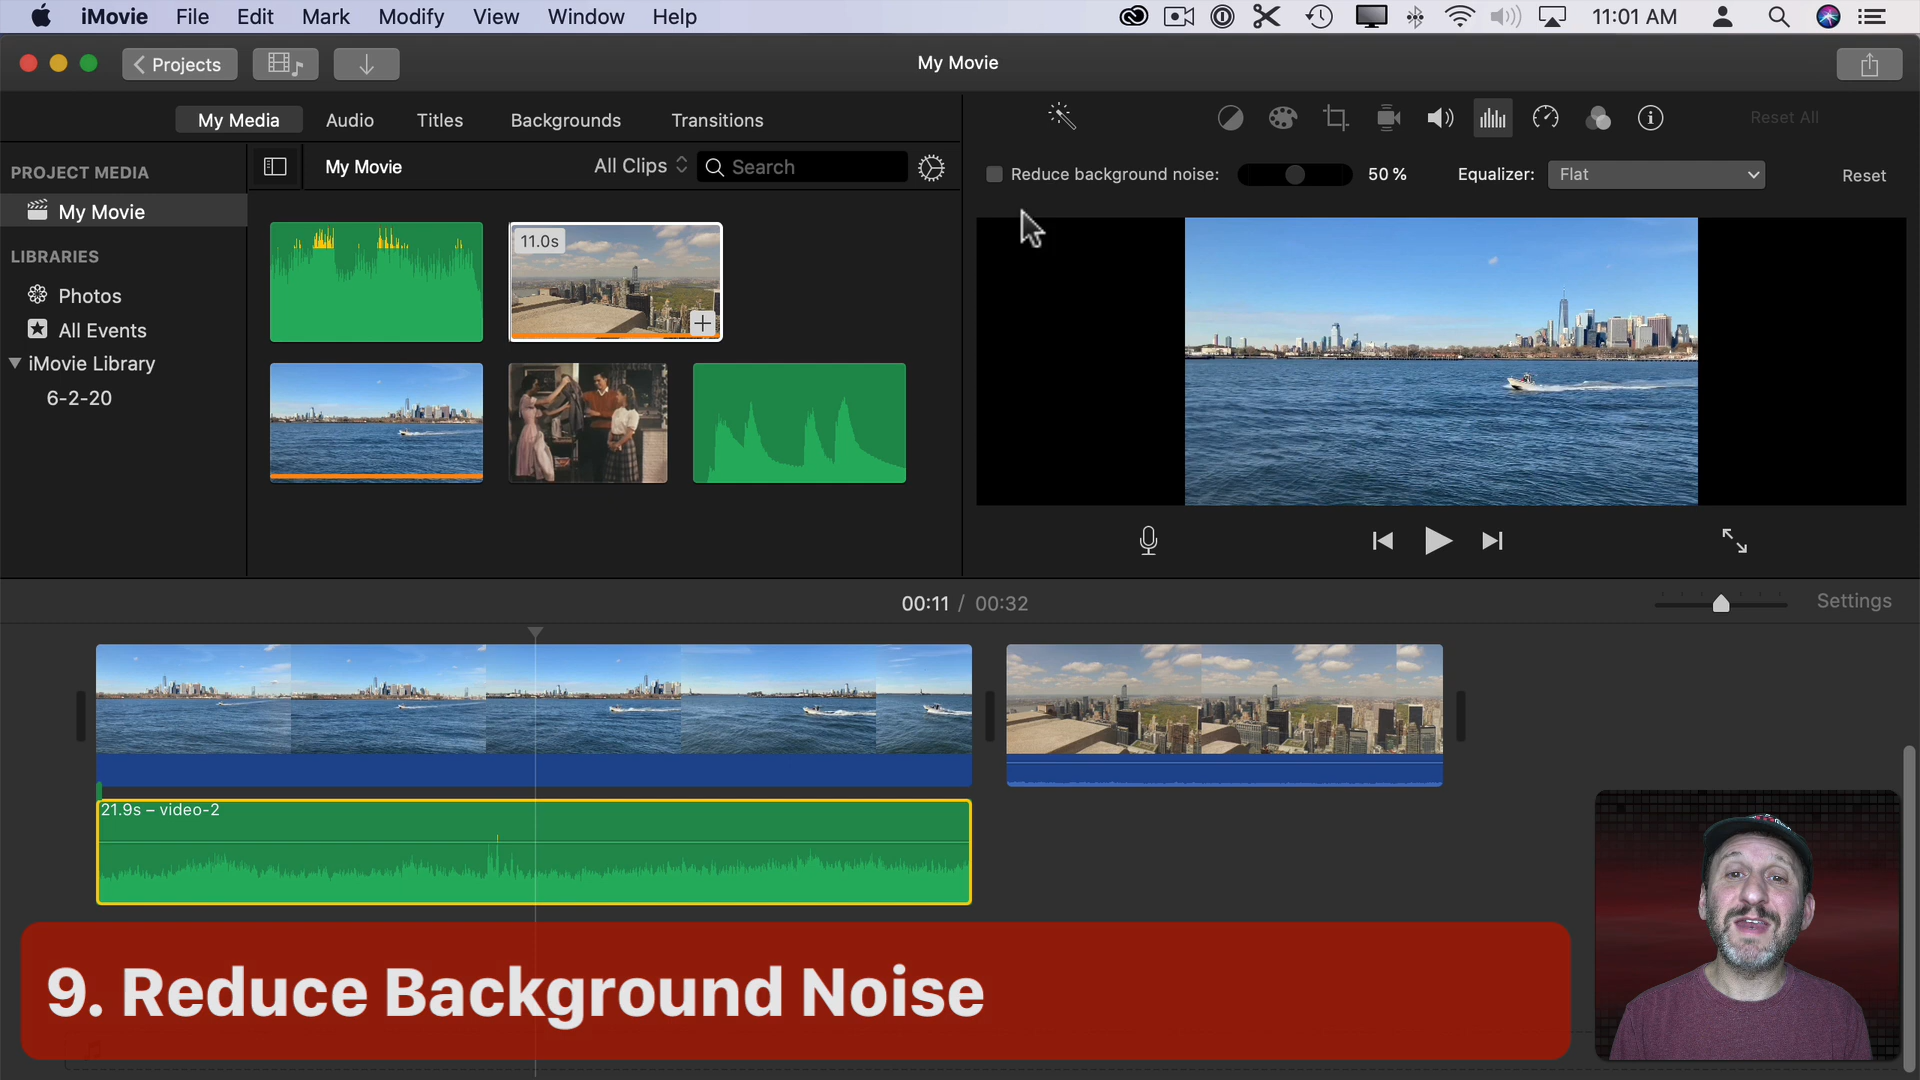 iMovie File Edit Mark Modify View Window Help 11:01 AM
Projects My Movie
My Media Audio Titles Backgrounds Transitions Reset All
PROJECT MEDIA My Movie All Clips Search Reduce background noise: 50 % Equalizer: Flat Reset
My Movie
LIBRARIES
11.0s
Photos
All Events
iMovie Library
6-2-20
00:11 / 00:32 Settings
21.9s – video-2
9. Reduce Background Noise